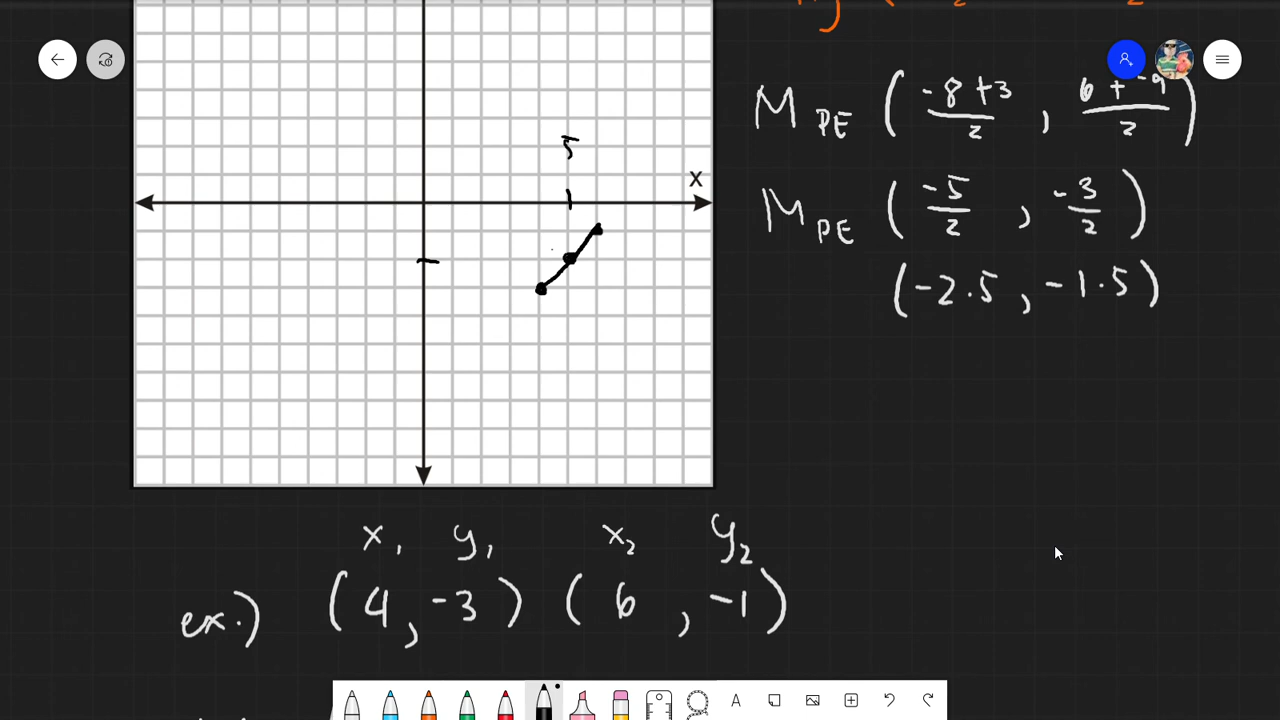 5
x
M PE ( -8 + 3 / 2 , 6 + -9 / 2 )
M PE ( -5 / 2 , -3 / 2 )
(-2.5 , -1.5)
x1 y1 x2 y2
ex.) (4, -3) (6, -1)
A